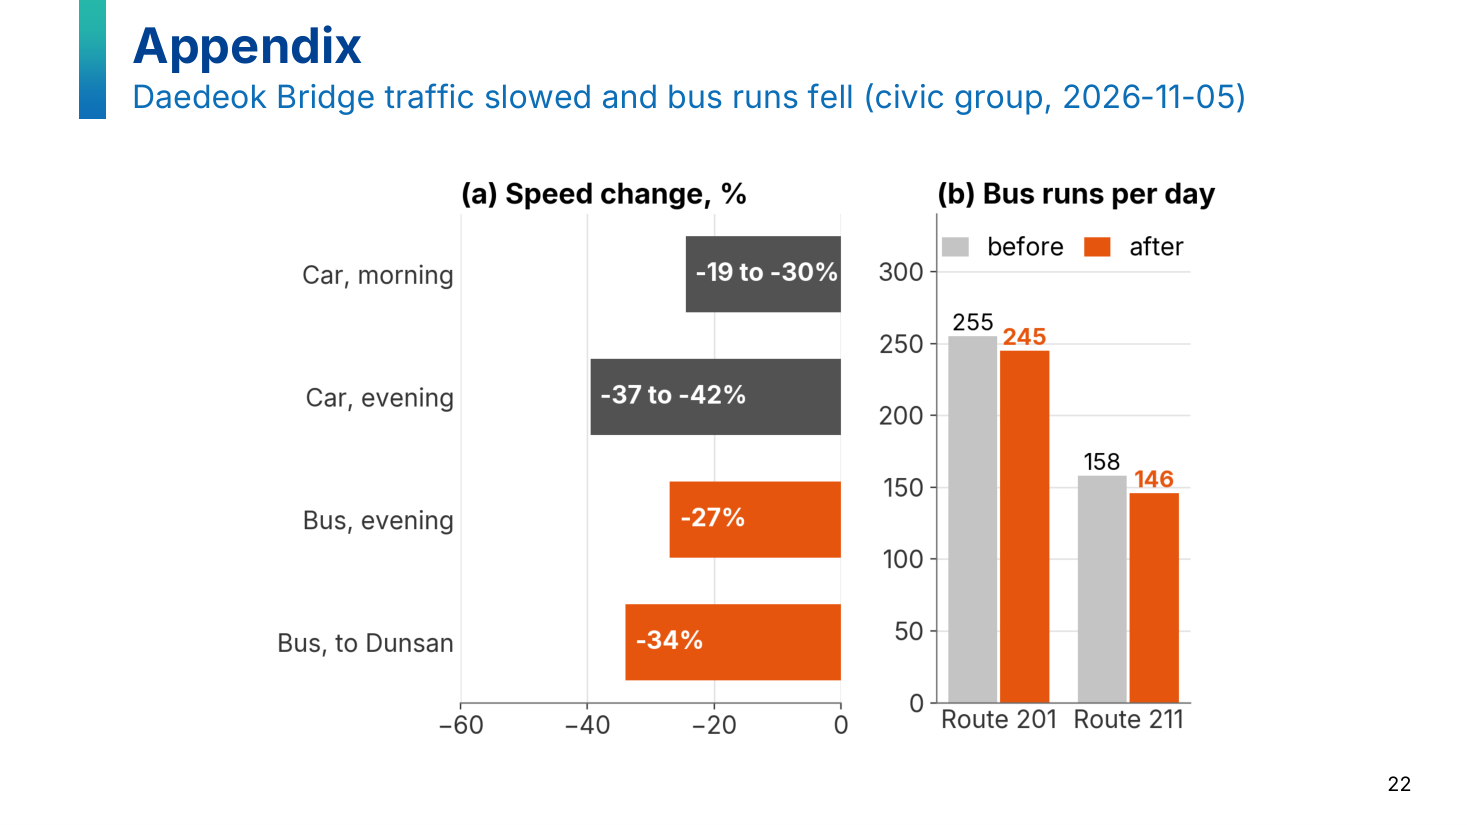 Appendix
Daedeok Bridge traffic slowed and bus runs fell (civic group, 2026-11-05)
(a) Speed change, %
Car, morning
-19 to -30%
Car, evening
-37 to -42%
Bus, evening
-27%
Bus, to Dunsan
-34%
−60 −40 −20 0
(b) Bus runs per day
before after
300
250
200
150
100
50
0
255 245
158 146
Route 201 Route 211
22